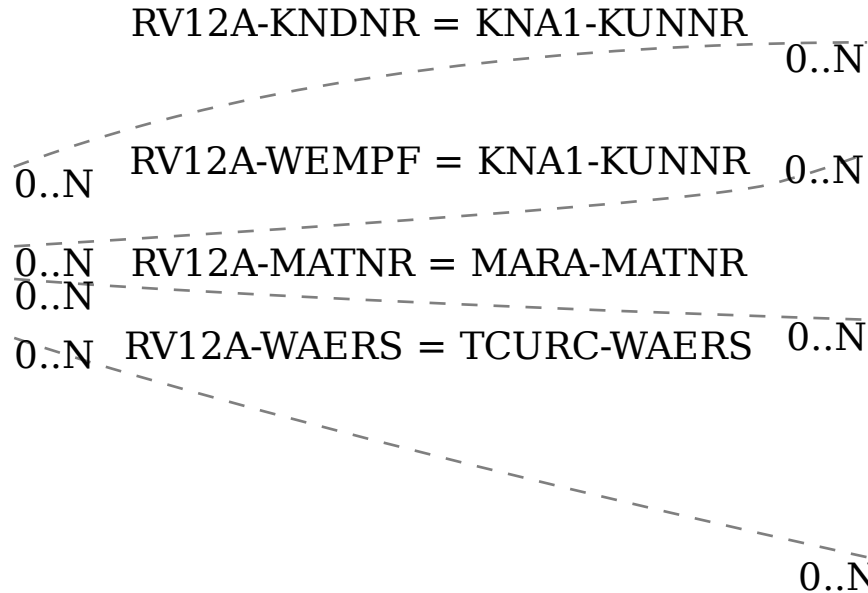 RV12A-KNDNR = KNA1-KUNNR
0..N
0..N
RV12A-WEMPF = KNA1-KUNNR
0..N
0..N
RV12A-MATNR = MARA-MATNR
0..N
0..N
RV12A-WAERS = TCURC-WAERS
0..N
0..N